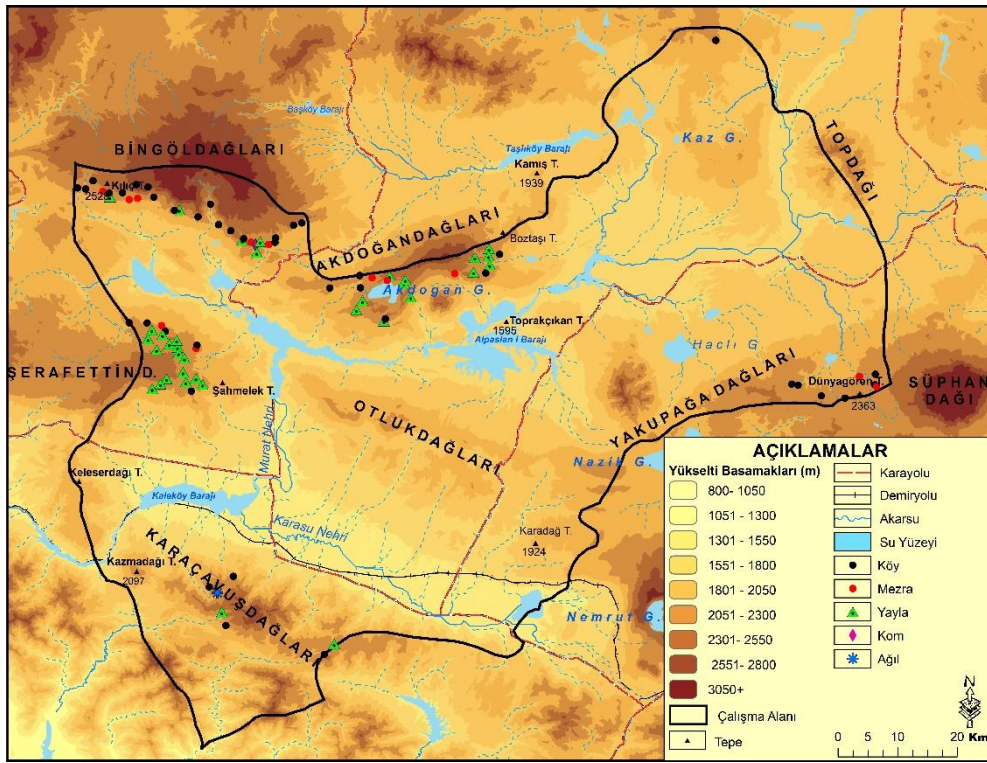 Başköy Barajı
BİNGÖLDAĞLARI
Kaz G.
TOPDAĞI
Taşlıköy Barajı
Kamış T.
1939
Kılıç T.
AKDOĞANDAĞLARI
Boztaşı T.
Akdoğan G.
Toprakçıkan T.
1595
Alpaslan I Barajı
Haclı G
ŞERAFETTİN D.
Şahmelek T.
Dünyagören T.
2363
SÜPHAN
DAĞI
OTLUKDAĞLARI
YAKUPAĞA DAĞLARI
Murat Nehri
Nazik G.
Keleserdağı T.
Kaleköy Barajı
Karasu Nehri
Karadağ T.
1924
Kazmadağı T.
2097
KARAÇAVUŞDAĞLARI
Nemrut G.
AÇIKLAMALAR
Yükselti Basamakları (m)
800- 1050
1051 - 1300
1301 - 1550
1551 - 1800
1801 - 2050
2051 - 2300
2301- 2550
2551 - 2800
3050+
Çalışma Alanı
Tepe
Karayolu
Demiryolu
Akarsu
Su Yüzeyi
Köy
Mezra
Yayla
Kom
Ağıl
N
0 5 10 20
Km